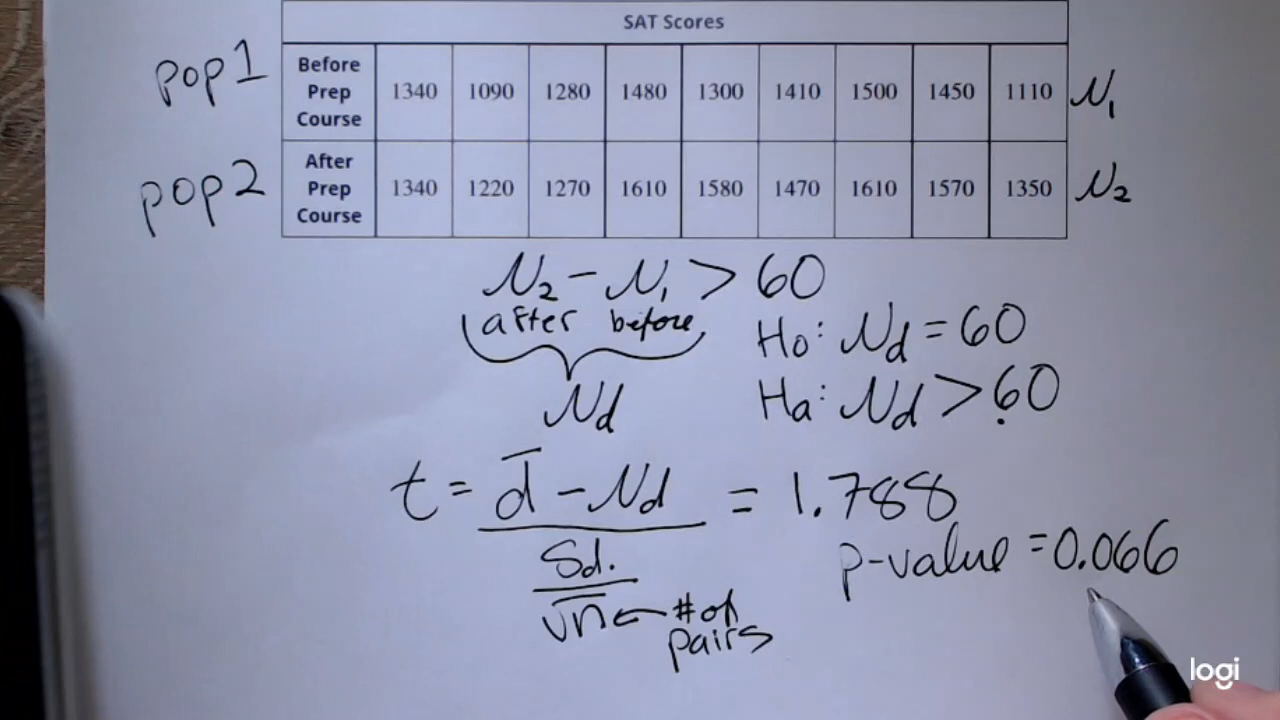 SAT Scores
pop1 Before Prep Course 1340 1090 1280 1480 1300 1410 1500 1450 1110 μ₁
pop2 After Prep Course 1340 1220 1270 1610 1580 1470 1610 1570 1350 μ₂
μ₂ - μ₁ > 60
after before
Ho: μd = 60
μd
Ha: μd > 60
t = (d̄ - μd) / (Sd. / √n) = 1.788
p-value = 0.066
← # of pairs
logi